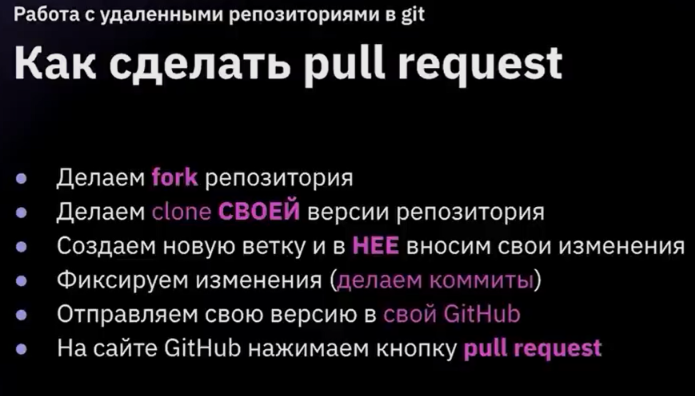 Работа с удаленными репозиториями в git
Как сделать pull request
• Делаем fork репозитория
• Делаем clone СВОЕЙ версии репозитория
• Создаем новую ветку и в НЕЕ вносим свои изменения
• Фиксируем изменения (делаем коммиты)
• Отправляем свою версию в свой GitHub
• На сайте GitHub нажимаем кнопку pull request